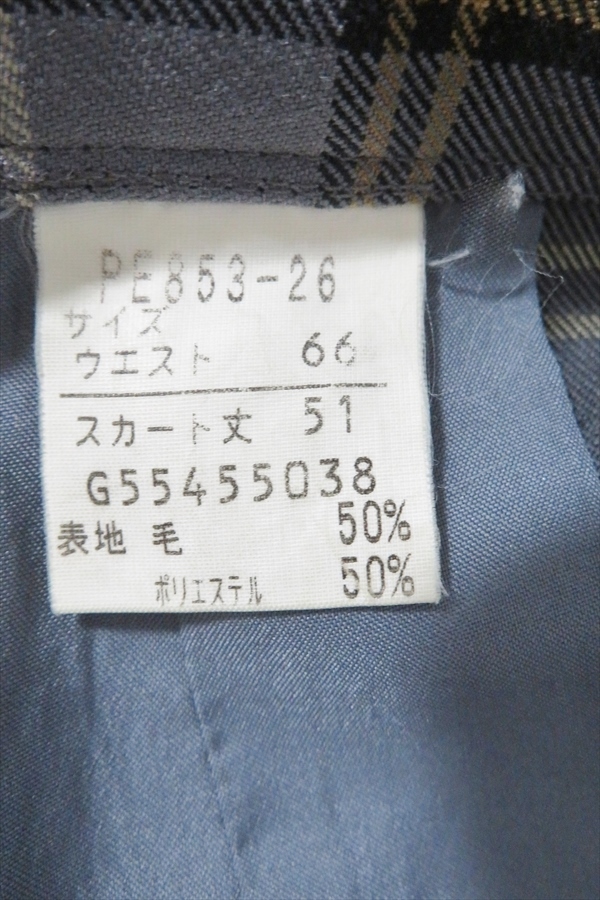 PE853-26
サイズ
ウエスト 66
スカート丈 51
G55455038
表地 毛 50%
ポリエステル 50%